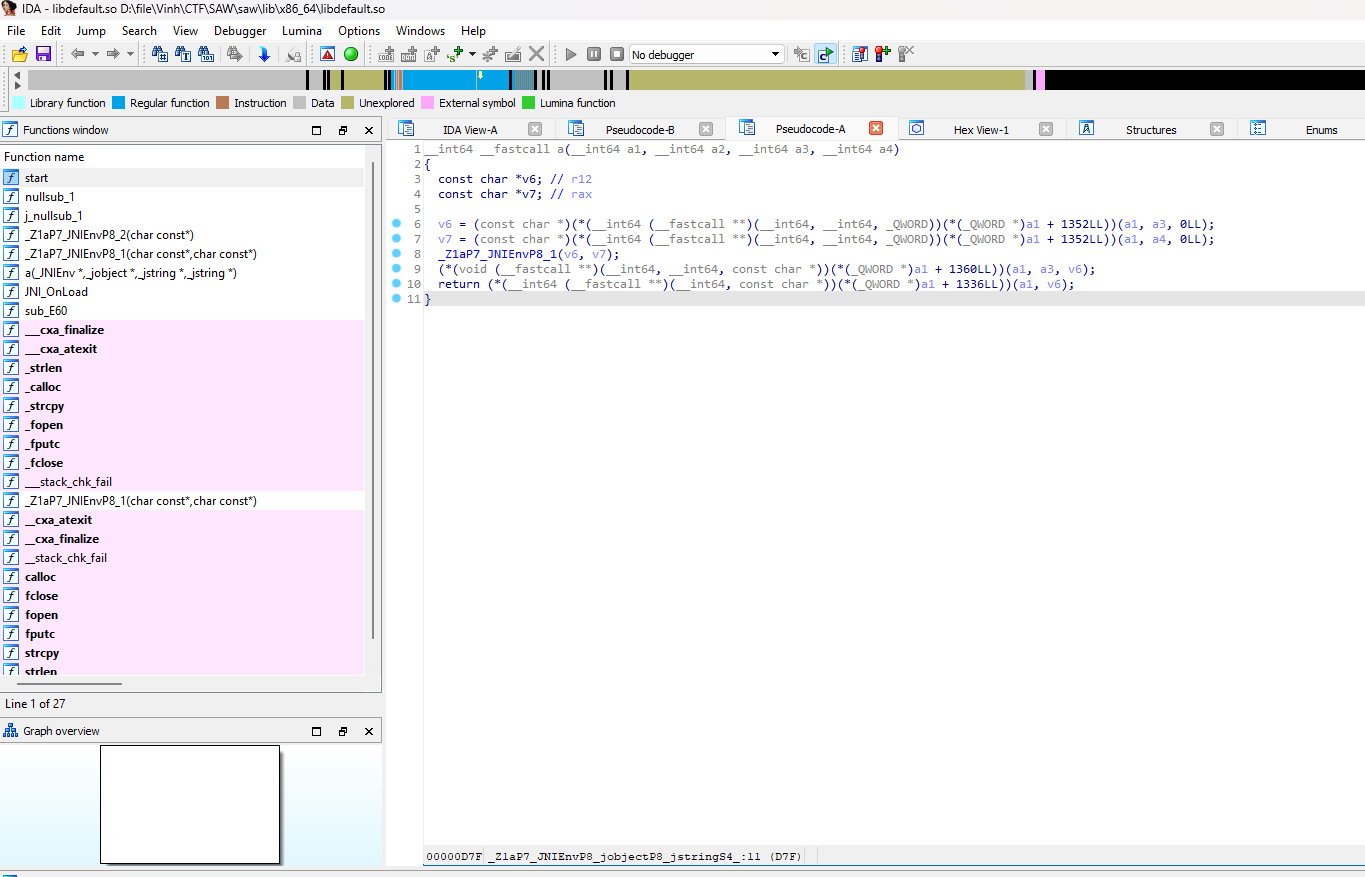 IDA - libdefault.so D:\file\Vinh\CTF\SAW\saw\lib\x86_64\libdefault.so
File Edit Jump Search View Debugger Lumina Options Windows Help
No debugger
Library function Regular function Instruction Data Unexplored External symbol Lumina function
Functions window
IDA View-A Pseudocode-B Pseudocode-A Hex View-1 Structures Enums
Function name
start
nullsub_1
j_nullsub_1
_Z1aP7_JNIEnvP8_2(char const*)
_Z1aP7_JNIEnvP8_1(char const*,char const*)
a(_JNIEnv *,_jobject *,_jstring *,_jstring *)
JNI_OnLoad
sub_E60
___cxa_finalize
___cxa_atexit
_strlen
_calloc
_strcpy
_fopen
_fputc
_fclose
___stack_chk_fail
_Z1aP7_JNIEnvP8_1(char const*,char const*)
__cxa_atexit
__cxa_finalize
__stack_chk_fail
calloc
fclose
fopen
fputc
strcpy
strlen
Line 1 of 27
Graph overview
1 __int64 __fastcall a(__int64 a1, __int64 a2, __int64 a3, __int64 a4)
2 {
3 const char *v6; // r12
4 const char *v7; // rax
5
6 v6 = (const char *)(*(__int64 (__fastcall **)(__int64, __int64, _QWORD))(*(_QWORD *)a1 + 1352LL))(a1, a3, 0LL);
7 v7 = (const char *)(*(__int64 (__fastcall **)(__int64, __int64, _QWORD))(*(_QWORD *)a1 + 1352LL))(a1, a4, 0LL);
8 _Z1aP7_JNIEnvP8_1(v6, v7);
9 (*(void (__fastcall **)(__int64, __int64, const char *))(*(_QWORD *)a1 + 1360LL))(a1, a3, v6);
10 return (*(__int64 (__fastcall **)(__int64, const char *))(*(_QWORD *)a1 + 1336LL))(a1, v6);
11 }
00000D7F _Z1aP7_JNIEnvP8_jobjectP8_jstringS4_:11 (D7F)